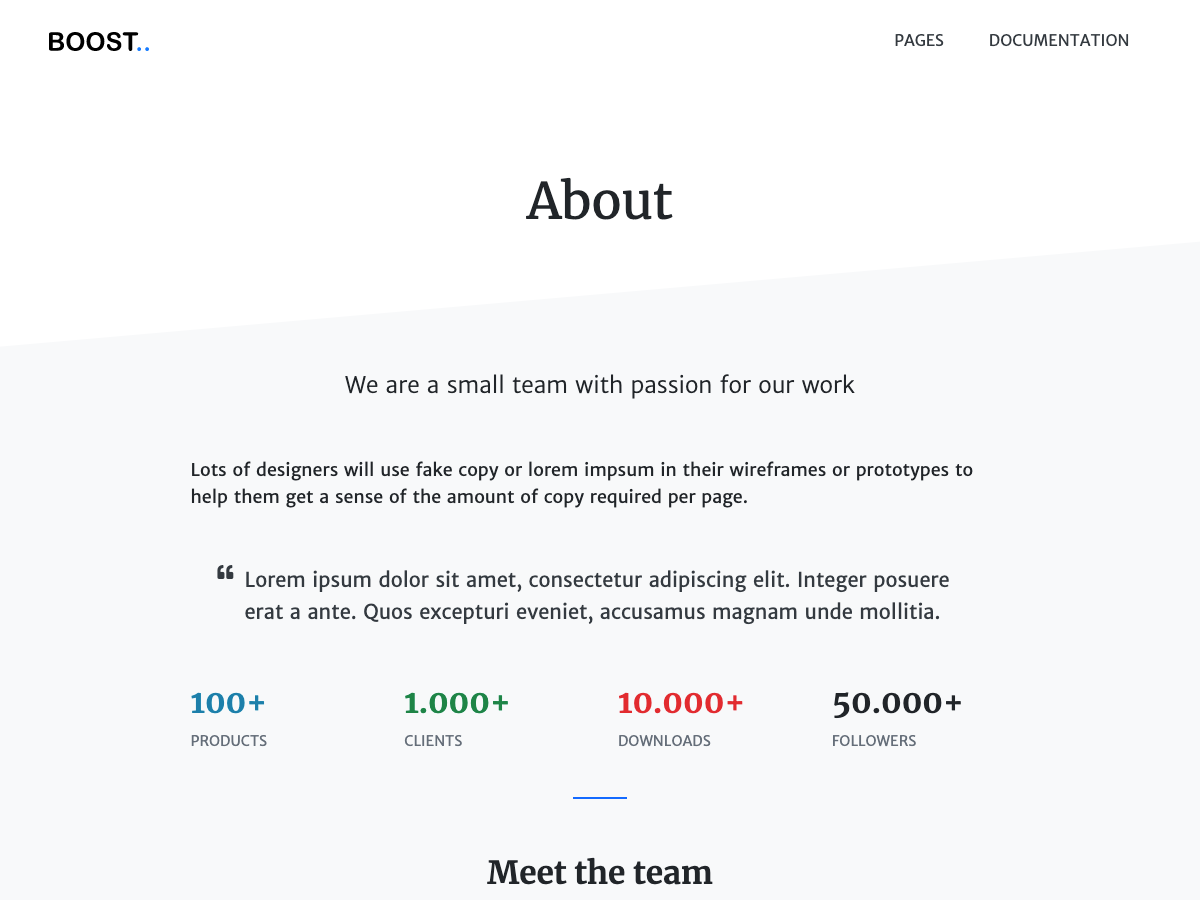 BOOST..
PAGES DOCUMENTATION
About
We are a small team with passion for our work
Lots of designers will use fake copy or lorem impsum in their wireframes or prototypes to
help them get a sense of the amount of copy required per page.
“ Lorem ipsum dolor sit amet, consectetur adipiscing elit. Integer posuere
erat a ante. Quos excepturi eveniet, accusamus magnam unde mollitia.
100+
PRODUCTS
1.000+
CLIENTS
10.000+
DOWNLOADS
50.000+
FOLLOWERS
Meet the team